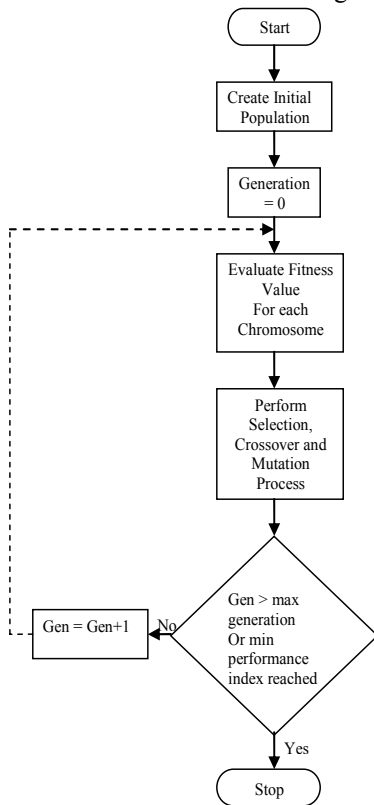 Start
Create Initial
Population
Generation
= 0
Evaluate Fitness
Value
For each
Chromosome
Perform
Selection,
Crossover and
Mutation
Process
Gen > max
generation
Or min
performance
index reached
No
Gen = Gen+1
Yes
Stop